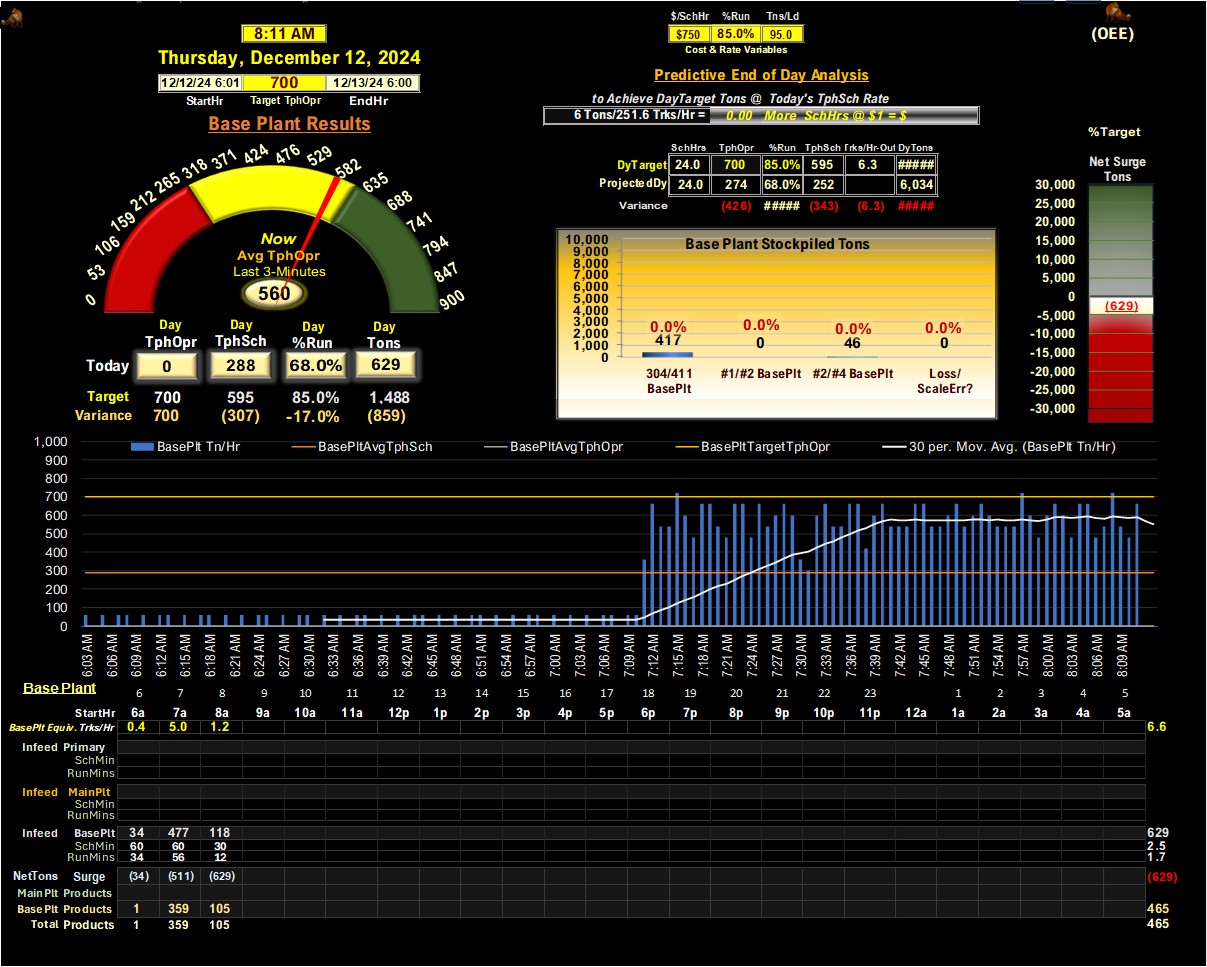 $/SchHr %Run Tns/Ld
8:11 AM
$750 85.0% 95.0
(OEE)
Cost & Rate Variables
Thursday, December 12, 2024
Predictive End of Day Analysis
12/12/24 6:01 700 12/13/24 6:00
StartHr Target TphOpr EndHr
to Achieve DayTarget Tons @ Today's TphSch Rate
6 Tons/251.6 Trks/Hr = 0.00 More SchHrs @ $1 = $
Base Plant Results
%Target
SchHrs TphOpr %Run TphSch Trks/Hr-Out DyTons
DyTarget 24.0 700 85.0% 595 6.3 #####
ProjectedDy 24.0 274 68.0% 252 6,034
Variance (426) ##### (343) (6.3) #####
Net Surge
Tons
30,000
25,000
20,000
15,000
10,000
5,000
0
(629)
-5,000
-10,000
-15,000
-20,000
-25,000
-30,000
0 53 106 159 212 265 318 371 424 476 529 582 635 688 741 794 847 900
Now
Avg TphOpr
Last 3-Minutes
560
Base Plant Stockpiled Tons
10,000
9,000
8,000
7,000
6,000
5,000
4,000
3,000
2,000
1,000
0
0.0% 0.0% 0.0% 0.0%
417 0 46 0
304/411 BasePlt
#1/#2 BasePlt
#2/#4 BasePlt
Loss/ ScaleErr?
Day Day Day Day
TphOpr TphSch %Run Tons
Today 0 288 68.0% 629
Target 700 595 85.0% 1,488
Variance 700 (307) -17.0% (859)
BasePlt Tn/Hr BasePltAvgTphSch BasePltAvgTphOpr BasePltTargetTphOpr 30 per. Mov. Avg. (BasePlt Tn/Hr)
1,000
900
800
700
600
500
400
300
200
100
0
6:03 AM 6:06 AM 6:09 AM 6:12 AM 6:15 AM 6:18 AM 6:21 AM 6:24 AM 6:27 AM 6:30 AM 6:33 AM 6:36 AM 6:39 AM 6:42 AM 6:45 AM 6:48 AM 6:51 AM 6:54 AM 6:57 AM 7:03 AM 7:06 AM 7:09 AM 7:12 AM 7:15 AM 7:18 AM 7:21 AM 7:24 AM 7:27 AM 7:30 AM 7:33 AM 7:36 AM 7:39 AM 7:42 AM 7:45 AM 7:48 AM 7:51 AM 7:54 AM 7:57 AM 8:00 AM 8:03 AM 8:06 AM 8:09 AM
Base Plant 6 7 8 9 10 11 12 13 14 15 16 17 18 19 20 21 22 23 1 2 3 4 5
StartHr 6a 7a 8a 9a 10a 11a 12p 1p 2p 3p 4p 5p 6p 7p 8p 9p 10p 11p 12a 1a 2a 3a 4a 5a
BasePlt Equiv. Trks/Hr 0.4 5.0 1.2 6.6
Infeed Primary
SchMin
RunMins
Infeed MainPlt
SchMin
RunMins
Infeed BasePlt 34 477 118 629
SchMin 60 60 30 2.5
RunMins 34 56 12 1.7
NetTons Surge (34) (511) (629) (629)
MainPlt Products
BasePlt Products 1 359 105 465
Total Products 1 359 105 465